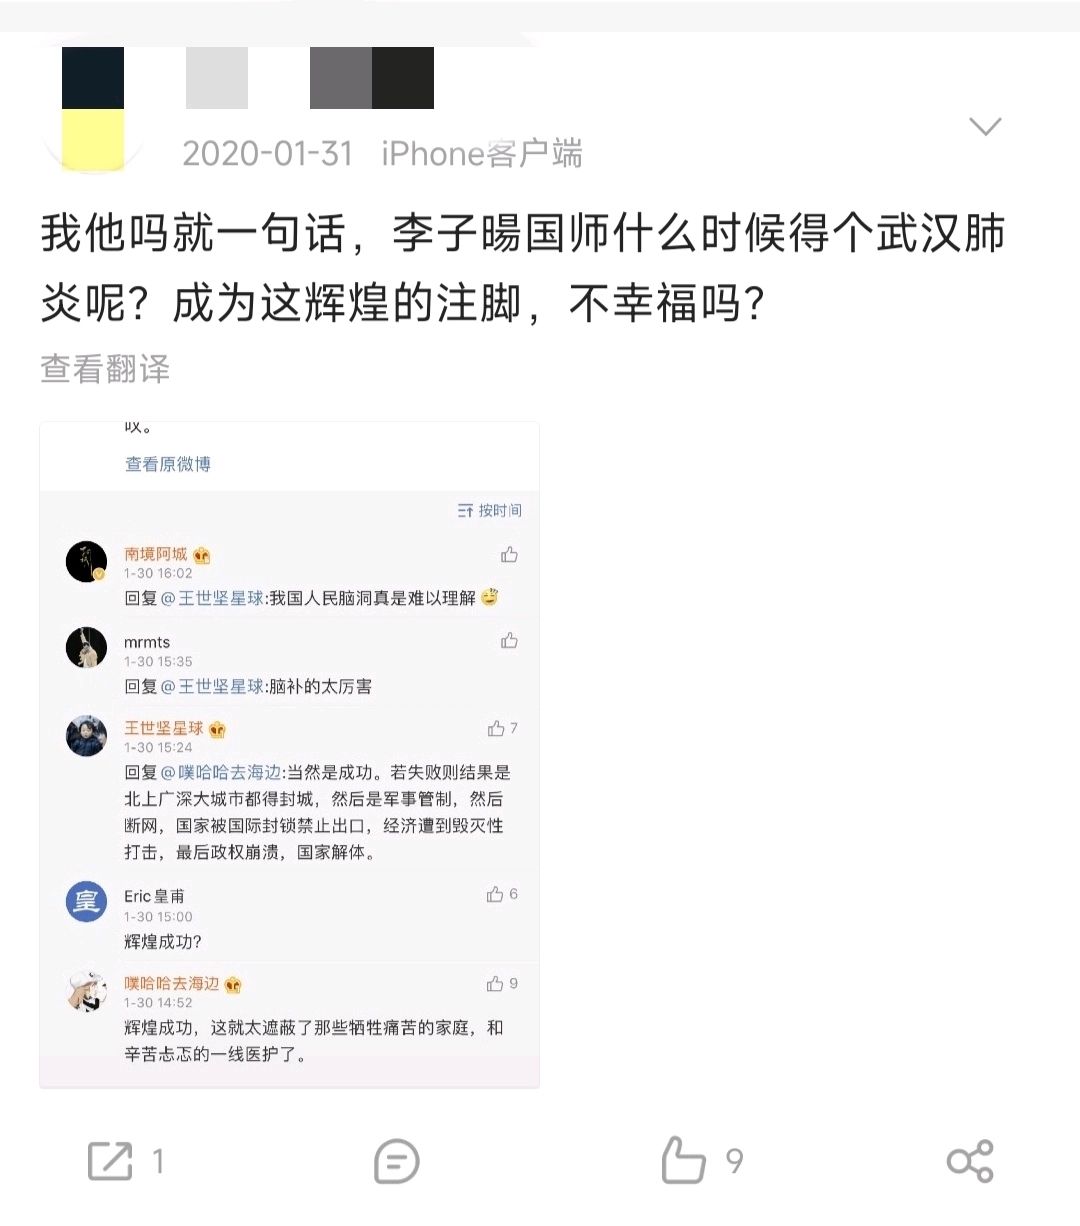 2020-01-31 iPhone客户端
我他吗就一句话，李子暘国师什么时候得个武汉肺
炎呢？成为这辉煌的注脚，不幸福吗？
查看翻译
叹。
查看原微博
按时间
南境阿城
1-30 16:02
回复@王世坚星球:我国人民脑洞真是难以理解
mrmts
1-30 15:35
回复@王世坚星球:脑补的太厉害
王世坚星球
7
1-30 15:24
回复@噗哈哈去海边:当然是成功。若失败则结果是
北上广深大城市都得封城，然后是军事管制，然后
断网，国家被国际封锁禁止出口，经济遭到毁灭性
打击，最后政权崩溃，国家解体。
皇
Eric皇甫
6
1-30 15:00
辉煌成功？
噗哈哈去海边
9
1-30 14:52
辉煌成功，这就太遮蔽了那些牺牲痛苦的家庭，和
辛苦忐忑的一线医护了。
1
9